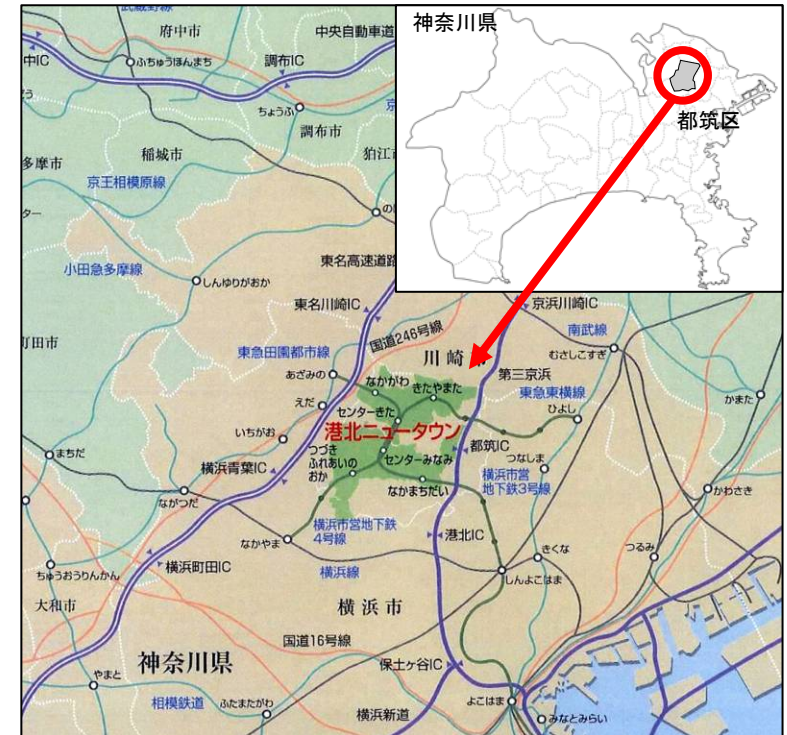 武蔵野線
府中市
中央自動車道
中IC
ふちゅうほんまち
調布IC
ちょうふ
調布市
稲城市
狛江
多摩市
京王相模原線
小田急多摩線
しんゆりがおか
東名高速道路
東名川崎IC
神奈川県
都筑区
京浜川崎IC
国道246号線
南武線
川崎
むさしこすぎ
町田市
東急田園都市線
あざみの
なかがわ
きたやまた
第三京浜
東急東横線
かまた
えだ
センターきた
ひよし
いちがお
港北ニュータウン
まちだ
つづき
ふれあいの
おか
センターみなみ
都筑IC
つなしま
横浜青葉IC
横浜市営
地下鉄3号線
なかまちだい
ながつだ
かわさき
横浜市営地下鉄
4号線
なかやま
港北IC
きくな
つるみ
横浜町田IC
横浜線
しんよこはま
ちゅうおうりんかん
大和市
横浜市
国道16号線
神奈川県
保土ヶ谷IC
やまと
相模鉄道
ふたまたがわ
よこはま
横浜新道
みなとみらい